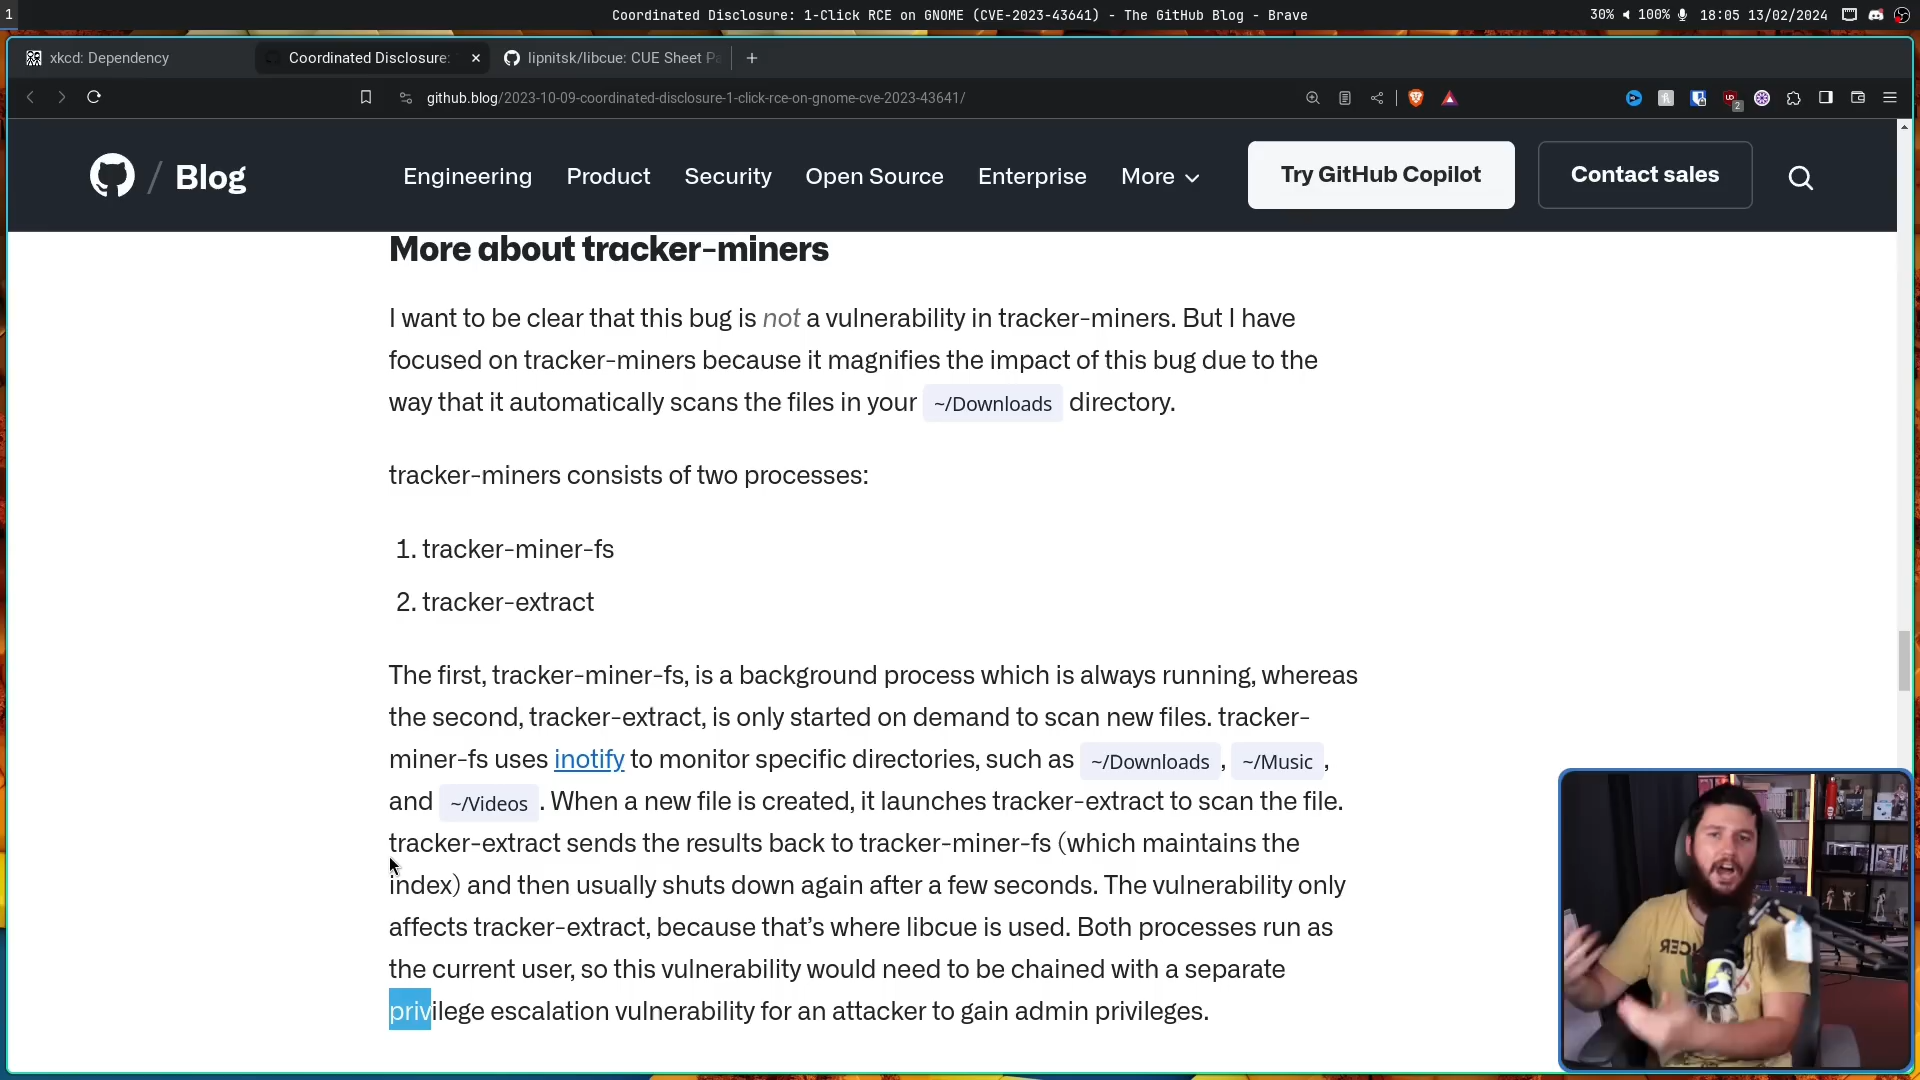 1
Coordinated Disclosure: 1-Click RCE on GNOME (CVE-2023-43641) - The GitHub Blog - Brave
30% 100% 18:05 13/02/2024
xkcd: Dependency
Coordinated Disclosure:
lipnitsk/libcue: CUE Sheet Pa
github.blog/2023-10-09-coordinated-disclosure-1-click-rce-on-gnome-cve-2023-43641/
2
/ Blog
Engineering Product Security Open Source Enterprise More
Try GitHub Copilot
Contact sales
More about tracker-miners
I want to be clear that this bug is not a vulnerability in tracker-miners. But I have
focused on tracker-miners because it magnifies the impact of this bug due to the
way that it automatically scans the files in your ~/Downloads directory.
tracker-miners consists of two processes:
1. tracker-miner-fs
2. tracker-extract
The first, tracker-miner-fs, is a background process which is always running, whereas
the second, tracker-extract, is only started on demand to scan new files. tracker-
miner-fs uses inotify to monitor specific directories, such as ~/Downloads , ~/Music ,
and ~/Videos . When a new file is created, it launches tracker-extract to scan the file.
tracker-extract sends the results back to tracker-miner-fs (which maintains the
index) and then usually shuts down again after a few seconds. The vulnerability only
affects tracker-extract, because that’s where libcue is used. Both processes run as
the current user, so this vulnerability would need to be chained with a separate
privilege escalation vulnerability for an attacker to gain admin privileges.